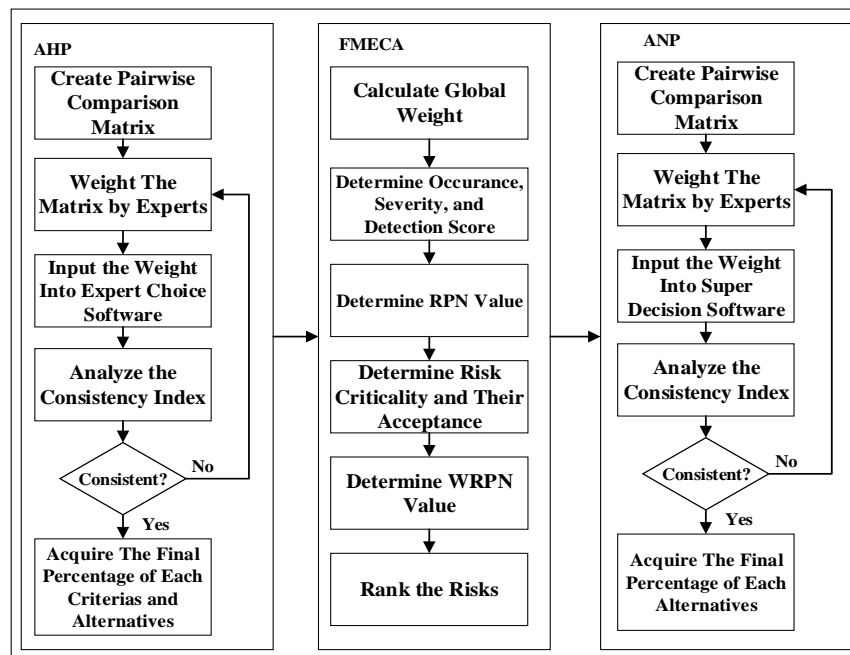 AHP
Create Pairwise
Comparison
Matrix
Weight The
Matrix by Experts
Input the Weight
Into Expert Choice
Software
Analyze the
Consistency Index
Consistent?
No
Yes
Acquire The Final
Percentage of Each
Criterias and
Alternatives
FMECA
Calculate Global
Weight
Determine Occurance,
Severity, and
Detection Score
Determine RPN Value
Determine Risk
Criticality and Their
Acceptance
Determine WRPN
Value
Rank the Risks
ANP
Create Pairwise
Comparison
Matrix
Weight The
Matrix by Experts
Input the Weight
Into Super
Decision Software
Analyze the
Consistency Index
Consistent?
No
Yes
Acquire The Final
Percentage of Each
Alternatives